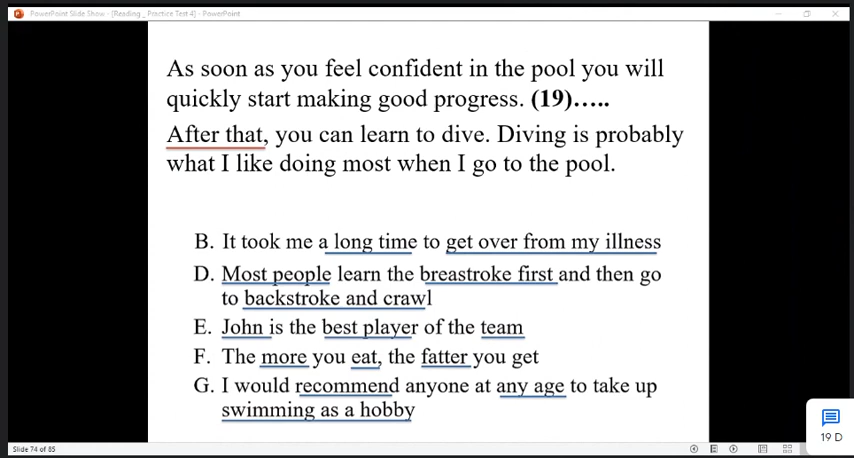 PowerPoint Slide Show - [Reading_ Practice Test 4] - PowerPoint
As soon as you feel confident in the pool you will
quickly start making good progress. (19).....
After that, you can learn to dive. Diving is probably
what I like doing most when I go to the pool.
B. It took me a long time to get over from my illness
D. Most people learn the breastroke first and then go
to backstroke and crawl
E. John is the best player of the team
F. The more you eat, the fatter you get
G. I would recommend anyone at any age to take up
swimming as a hobby
19 D
Slide 74 of 85